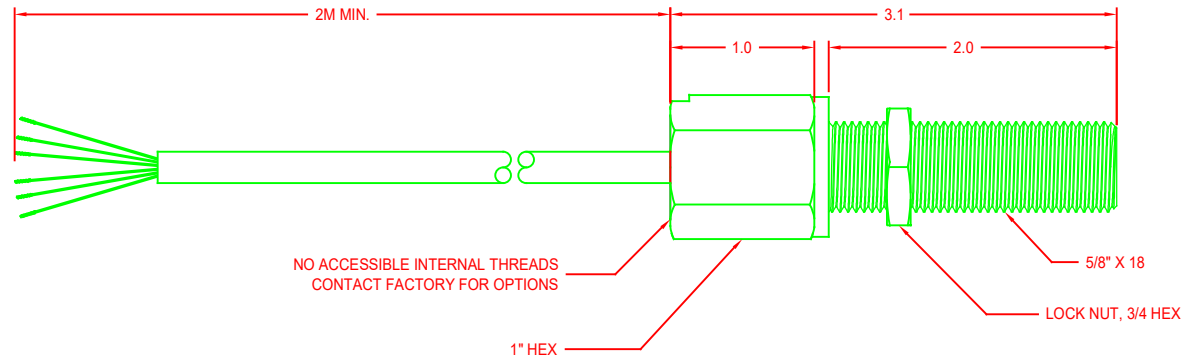 2M MIN.
3.1
1.0
2.0
NO ACCESSIBLE INTERNAL THREADS
CONTACT FACTORY FOR OPTIONS
5/8" X 18
LOCK NUT, 3/4 HEX
1" HEX